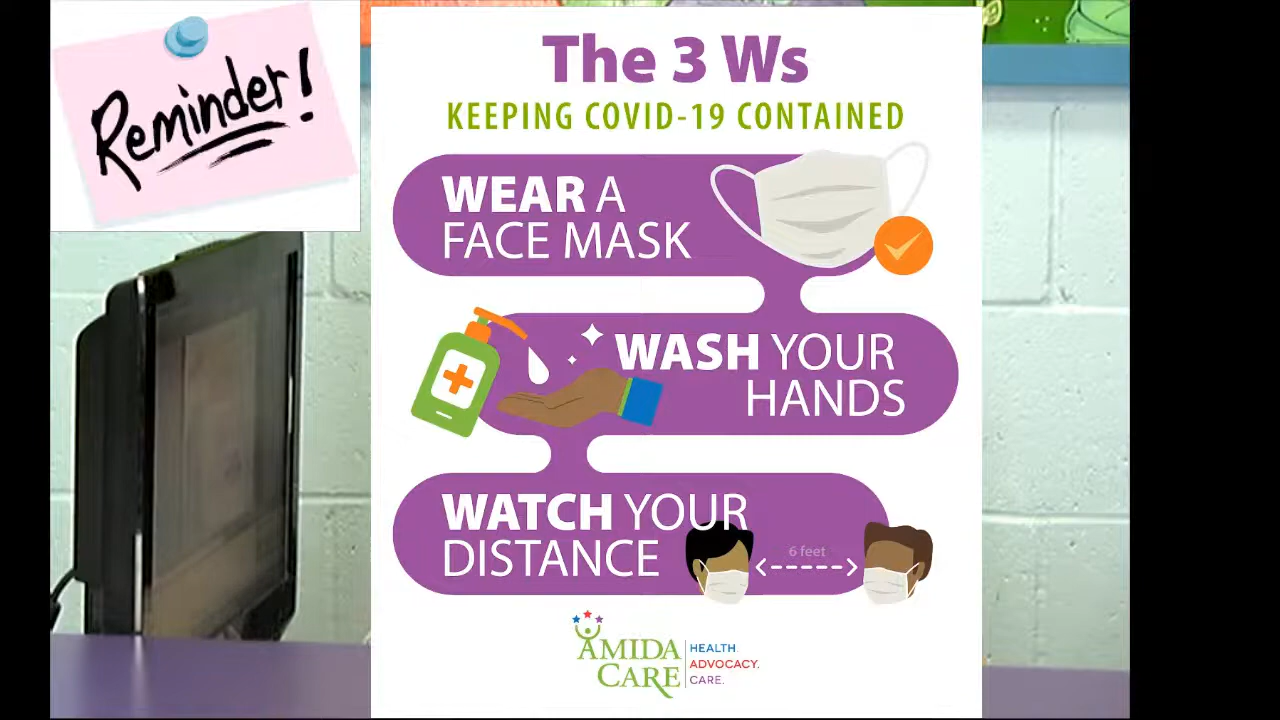 Reminder!
The 3 Ws
KEEPING COVID-19 CONTAINED
WEAR A
FACE MASK
WASH YOUR
HANDS
WATCH YOUR
DISTANCE
6 feet
AMIDA
CARE
HEALTH.
ADVOCACY.
CARE.